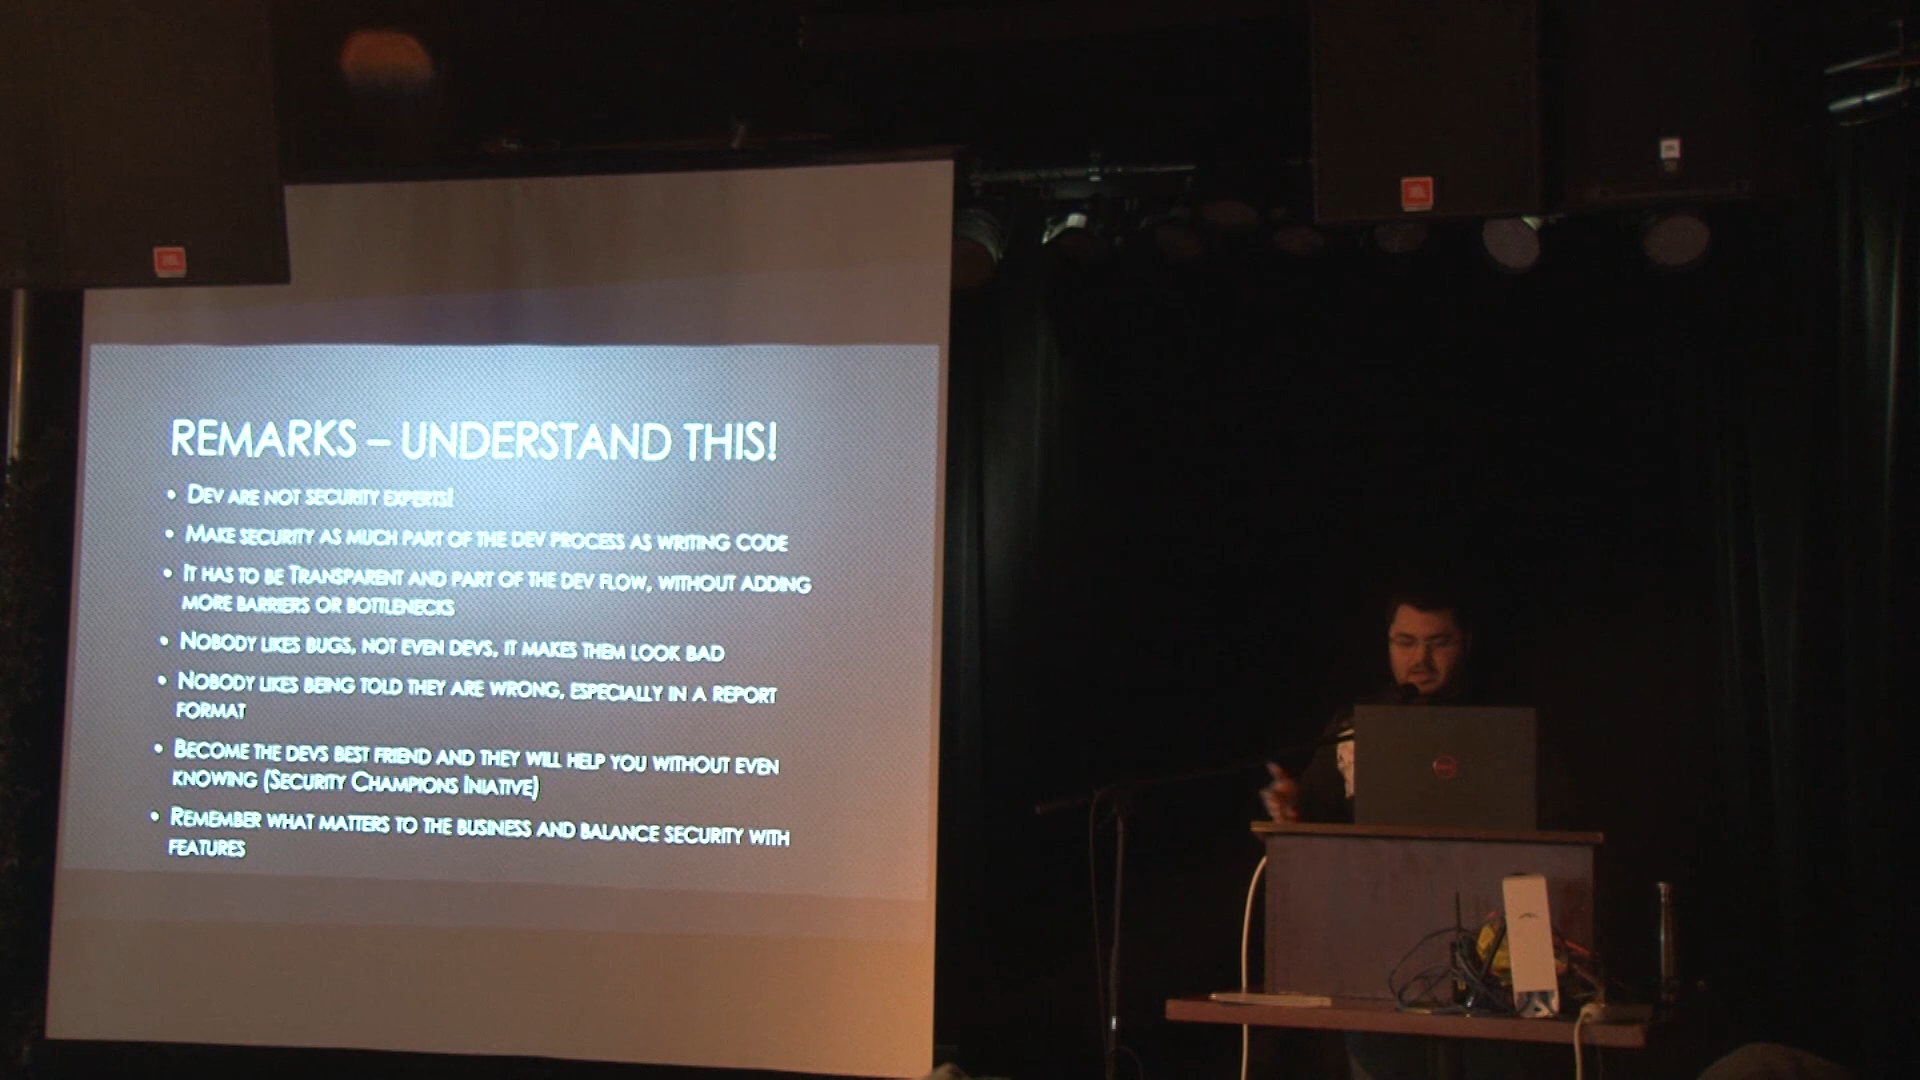 REMARKS – UNDERSTAND THIS!
• DEV ARE NOT SECURITY EXPERTS!
• MAKE SECURITY AS MUCH PART OF THE DEV PROCESS AS WRITING CODE
• IT HAS TO BE TRANSPARENT AND PART OF THE DEV FLOW, WITHOUT ADDING
MORE BARRIERS OR BOTTLENECKS
• NOBODY LIKES BUGS, NOT EVEN DEVS, IT MAKES THEM LOOK BAD
• NOBODY LIKES BEING TOLD THEY ARE WRONG, ESPECIALLY IN A REPORT
FORMAT
• BECOME THE DEVS BEST FRIEND AND THEY WILL HELP YOU WITHOUT EVEN
KNOWING (SECURITY CHAMPIONS INIATIVE)
• REMEMBER WHAT MATTERS TO THE BUSINESS AND BALANCE SECURITY WITH
FEATURES